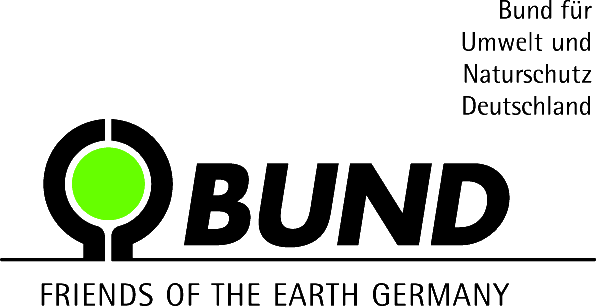 Bund für
Umwelt und
Naturschutz
Deutschland
BUND
FRIENDS OF THE EARTH GERMANY